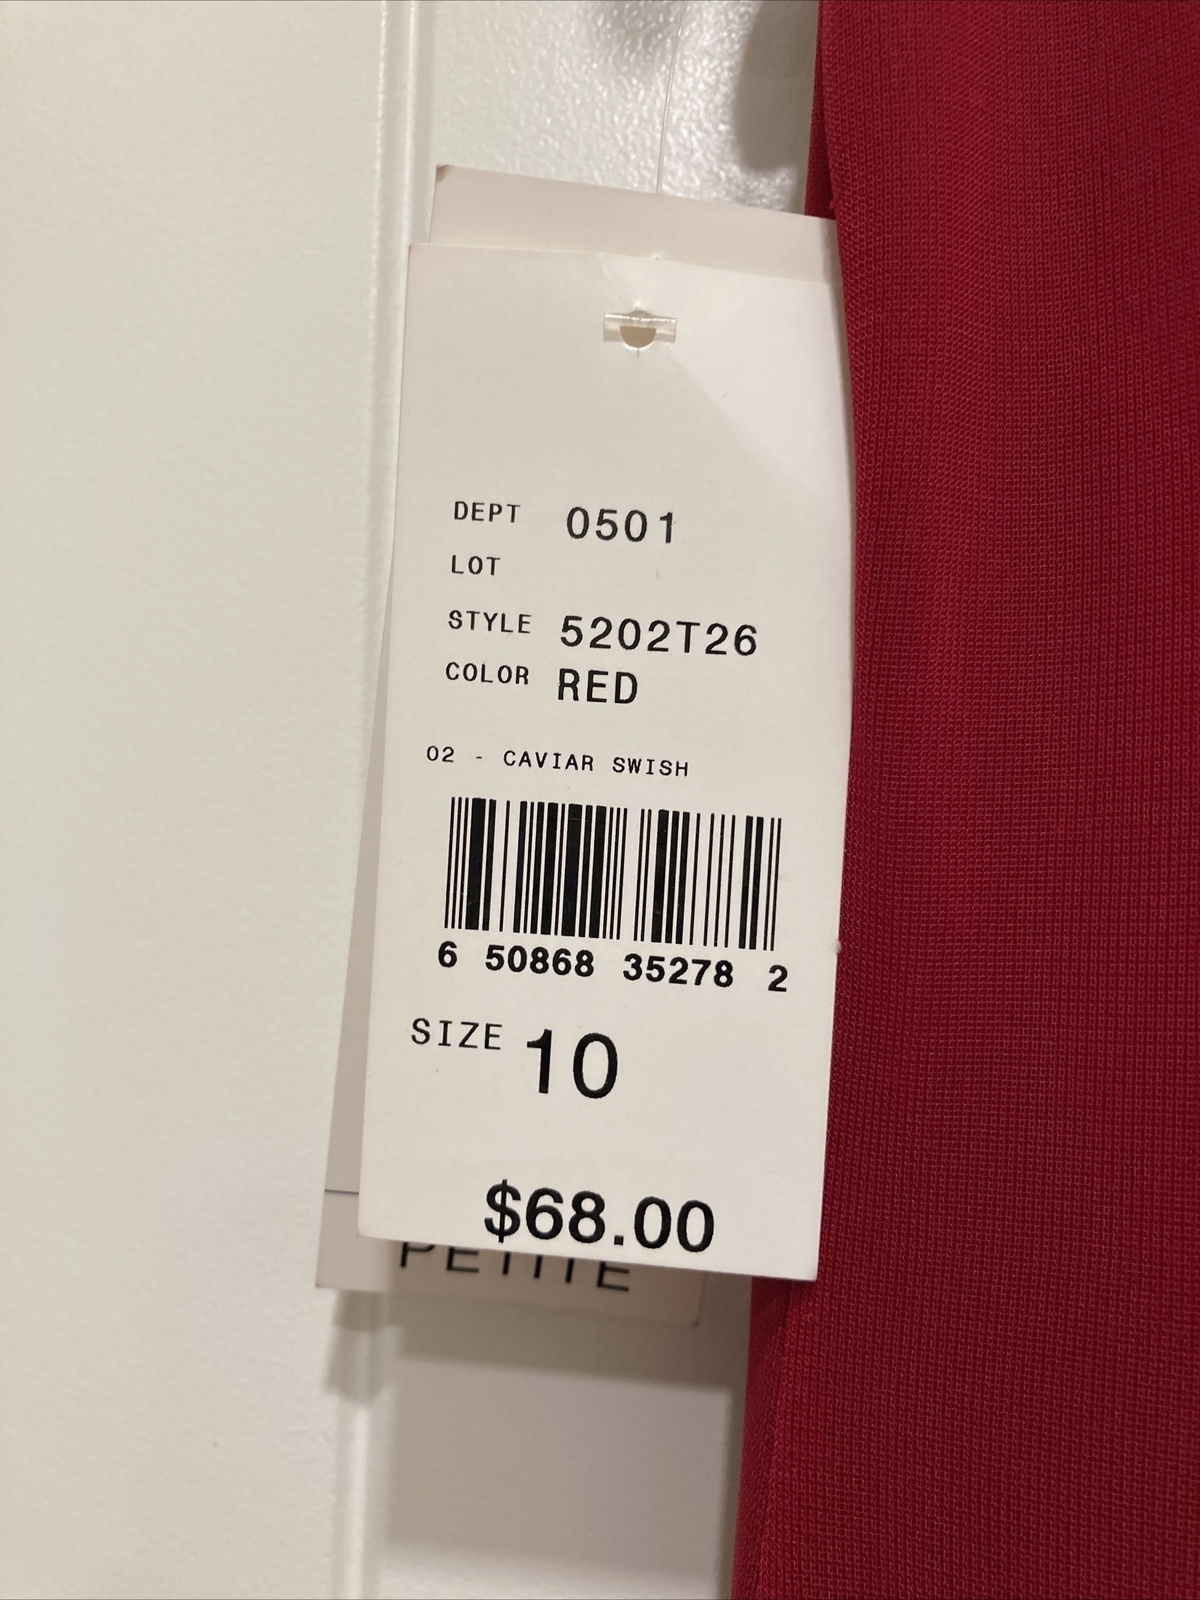 DEPT 0501
LOT
STYLE 5202T26
COLOR RED
02 - CAVIAR SWISH
6 50868 35278 2
SIZE 10
$68.00
PETITE